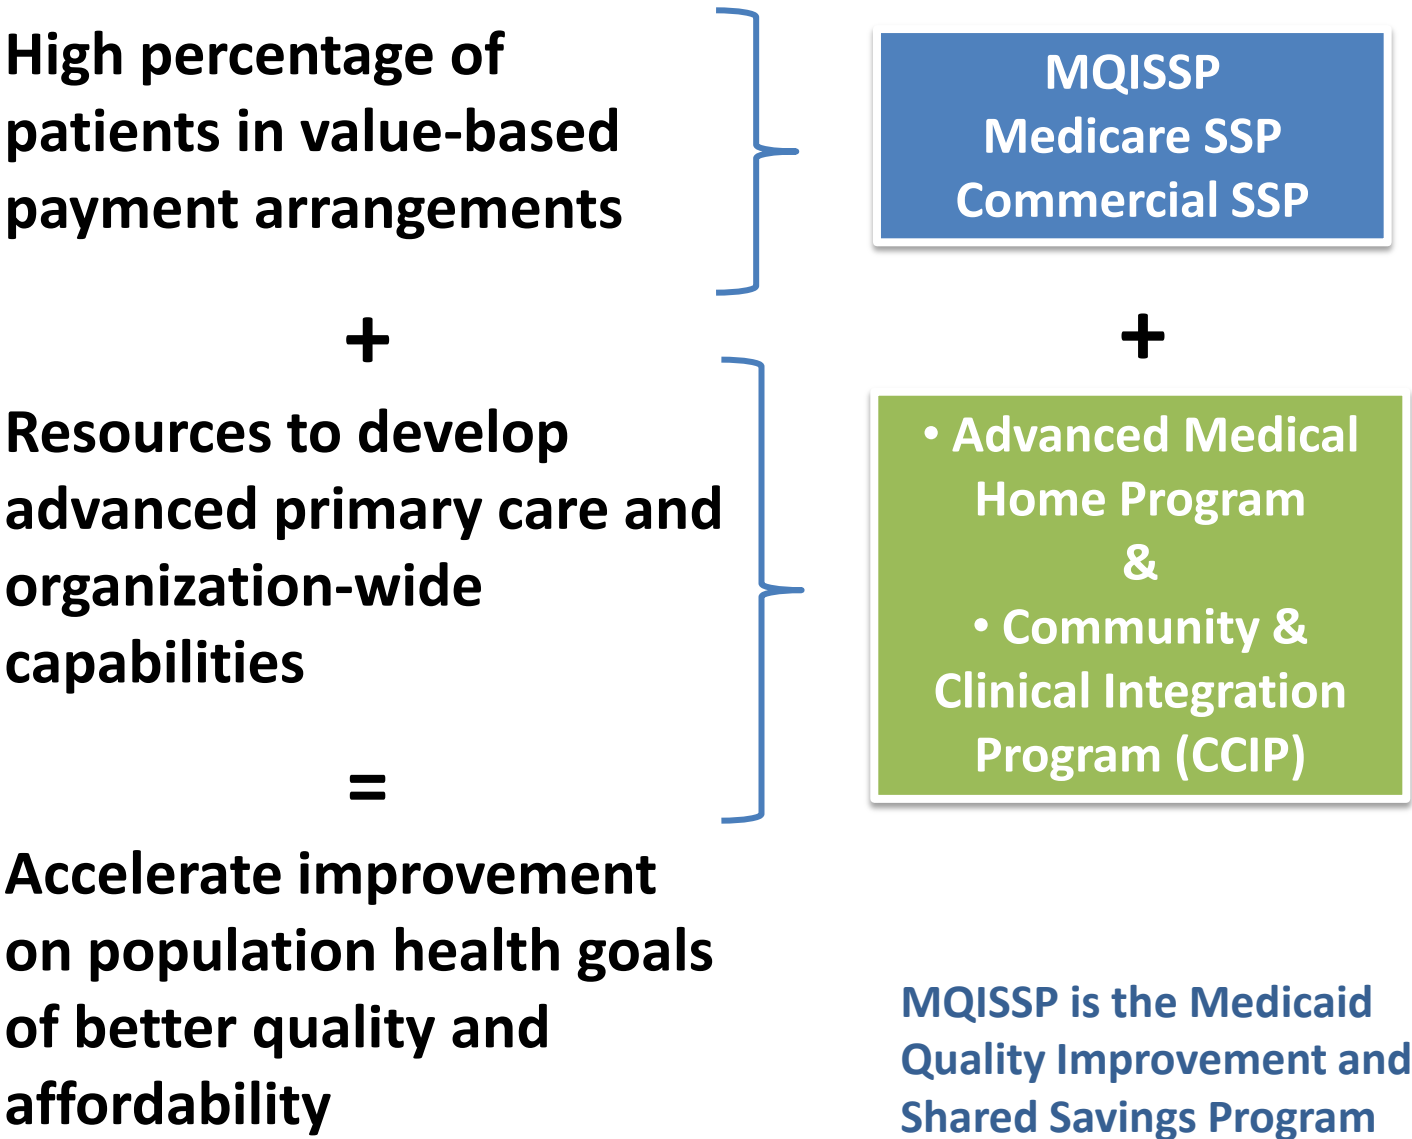 High percentage of
patients in value-based
payment arrangements
MQISSP
Medicare SSP
Commercial SSP
+
+
Resources to develop
advanced primary care and
organization-wide
capabilities
• Advanced Medical
Home Program
&
• Community &
Clinical Integration
Program (CCIP)
=
Accelerate improvement
on population health goals
of better quality and
affordability
MQISSP is the Medicaid
Quality Improvement and
Shared Savings Program